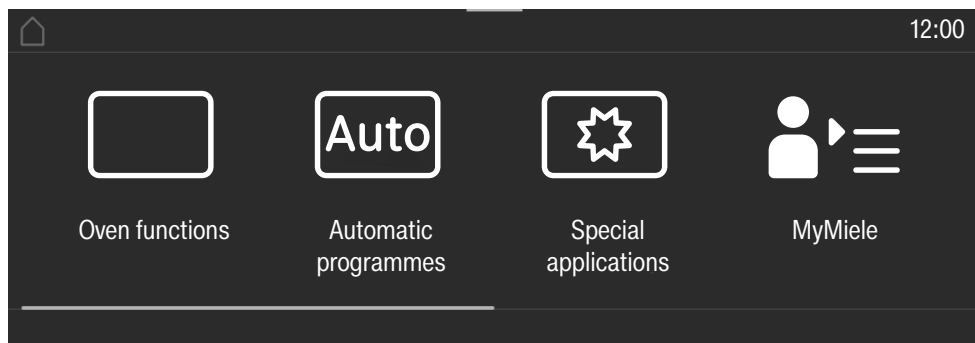 12:00
Auto
Oven functions
Automatic
programmes
Special
applications
MyMiele